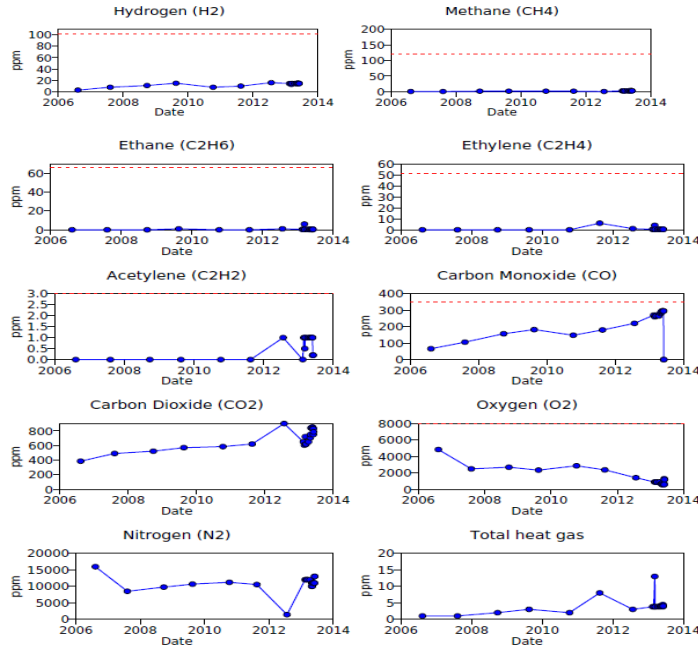 Hydrogen (H2)
Methane (CH4)
100
80
60
40
20
0
ppm
2006 2008 2010 2012 2014
Date
200
150
100
50
0
ppm
2006 2008 2010 2012 2014
Date
Ethane (C2H6)
Ethylene (C2H4)
60
40
20
0
ppm
2006 2008 2010 2012 2014
Date
60
50
40
30
20
10
0
ppm
2006 2008 2010 2012 2014
Date
Acetylene (C2H2)
Carbon Monoxide (CO)
3.0
2.5
2.0
1.5
1.0
0.5
0.0
ppm
2006 2008 2010 2012 2014
Date
400
300
200
100
0
ppm
2006 2008 2010 2012 2014
Date
Carbon Dioxide (CO2)
Oxygen (O2)
800
600
400
200
0
ppm
2006 2008 2010 2012 2014
Date
8000
6000
4000
2000
0
ppm
2006 2008 2010 2012 2014
Date
Nitrogen (N2)
Total heat gas
20000
15000
10000
5000
0
ppm
2006 2008 2010 2012 2014
Date
20
15
10
5
0
ppm
2006 2008 2010 2012 2014
Date